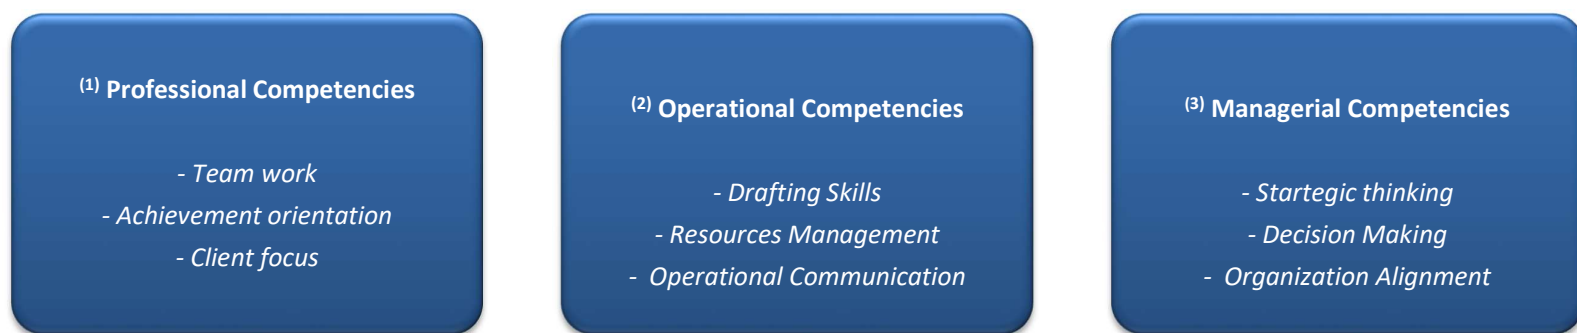 (1) Professional Competencies
- Team work
- Achievement orientation
- Client focus
(2) Operational Competencies
- Drafting Skills
- Resources Management
- Operational Communication
(3) Managerial Competencies
- Startegic thinking
- Decision Making
- Organization Alignment